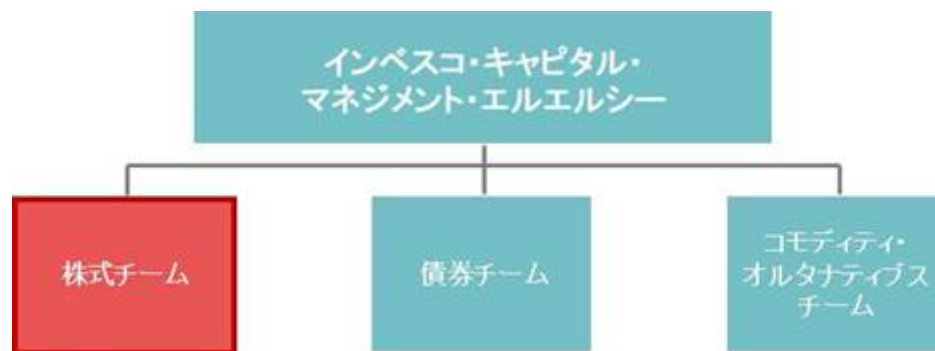 インベスコ・キャピタル・
マネジメント・エルエルシー
株式チーム
債券チーム
コモディティ・
オルタナティブス
チーム